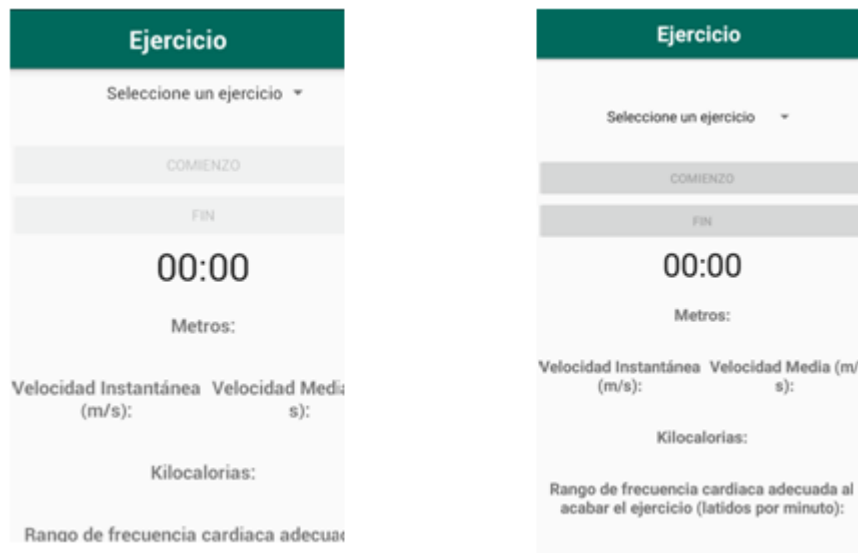 Ejercicio
Seleccione un ejercicio
COMIENZO
FIN
00:00
Metros:
Velocidad Instantánea Velocidad Media
(m/s): s):
Kilocalorias:
Rango de frecuencia cardiaca
Ejercicio
Seleccione un ejercicio
COMIENZO
FIN
00:00
Metros:
Velocidad Instantánea Velocidad Media (m/
(m/s): s):
Kilocalorias:
Rango de frecuencia cardiaca adecuada al
acabar el ejercicio (latidos por minuto):